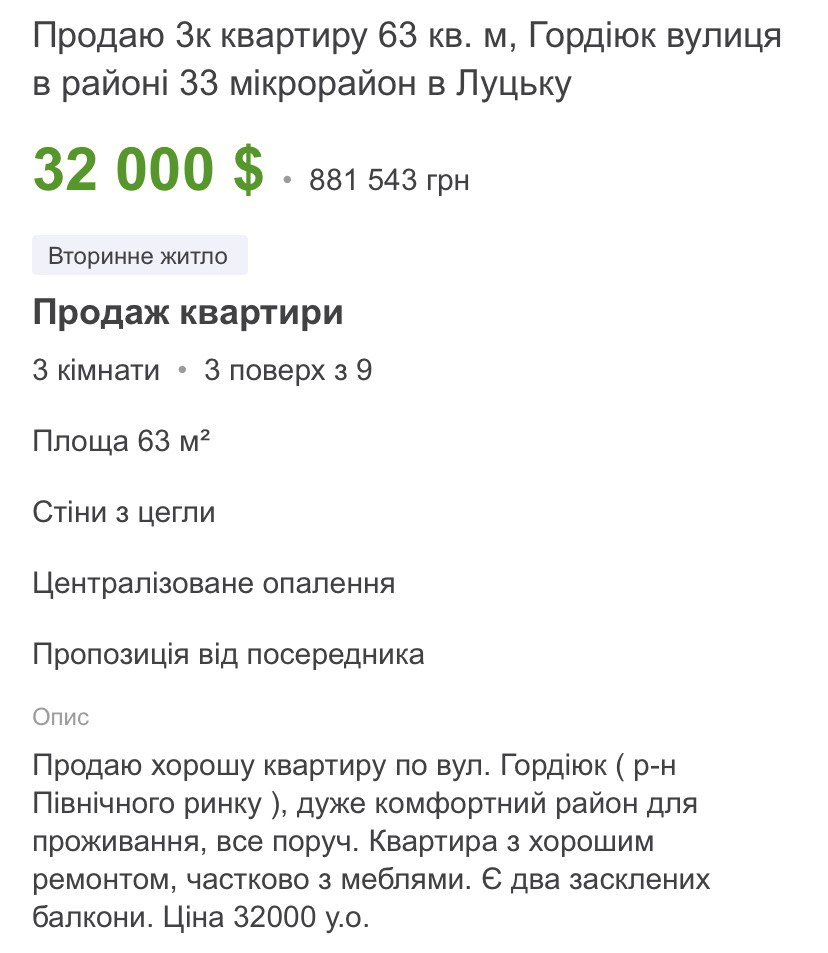 Продаю 3к квартиру 63 кв. м, Гордіюк вулиця
в районі 33 мікрорайон в Луцьку
32 000 $ • 881 543 грн
Вторинне житло
Продаж квартири
3 кімнати • 3 поверх з 9
Площа 63 м²
Стіни з цегли
Централізоване опалення
Пропозиція від посередника
Опис
Продаю хорошу квартиру по вул. Гордіюк ( р-н
Північного ринку ), дуже комфортний район для
проживання, все поруч. Квартира з хорошим
ремонтом, частково з меблями. Є два засклених
балкони. Ціна 32000 у.о.